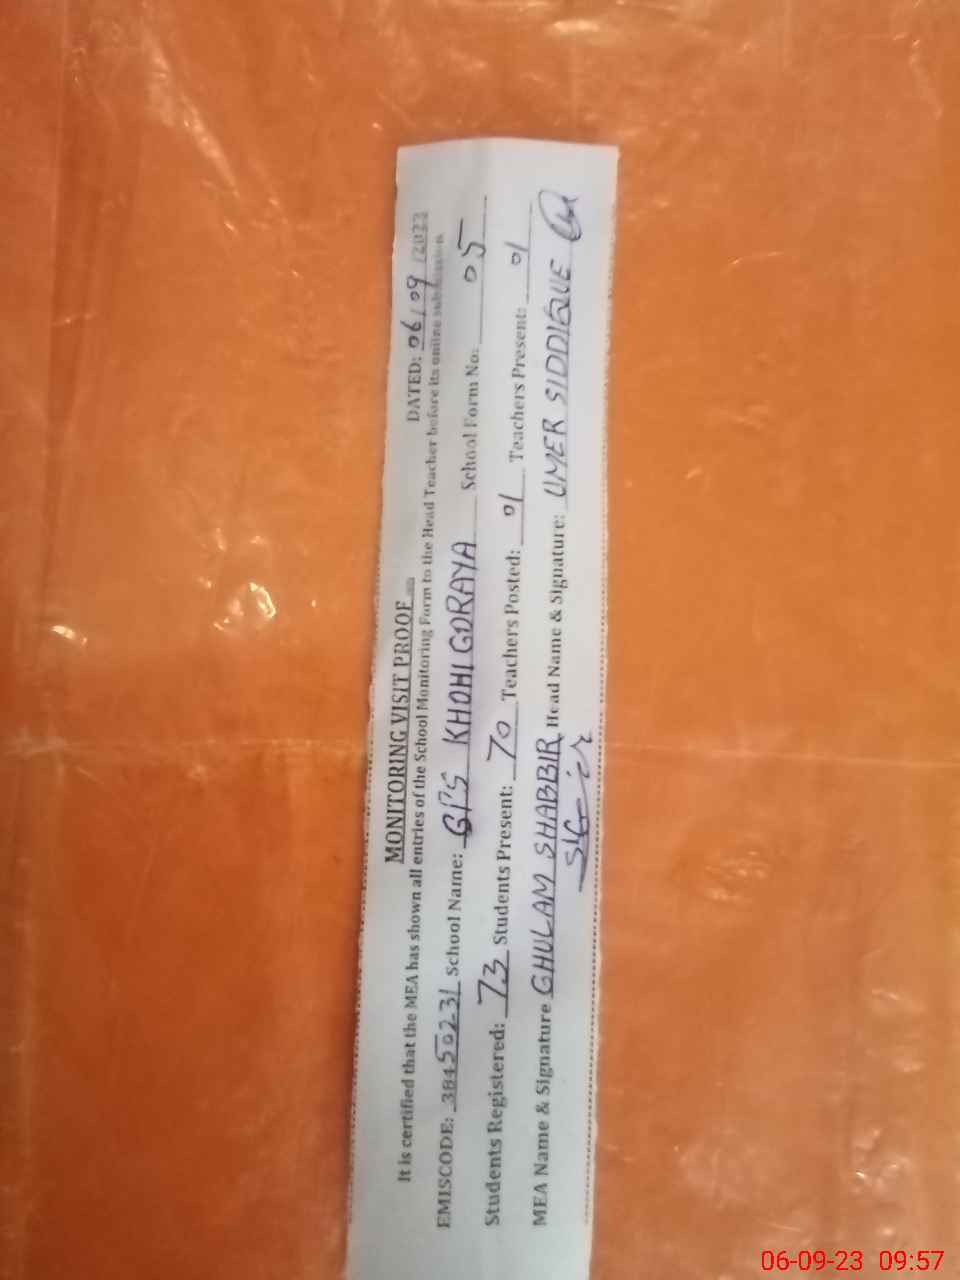 MONITORING VISIT PROOF
DATED: 06/09/2023
It is certified that the MEA has shown all entries of the School Monitoring Form to the Head Teacher before its online submission
EMISCODE: 38450231 School Name: GPS KHOHI GORAYA School Form No: 05
Students Registered: 73 Students Present: 70 Teachers Posted: 01 Teachers Present: 01
MEA Name & Signature GHULAM SHABBIR Head Name & Signature: UMER SIDDIQUE
06-09-23 09:57